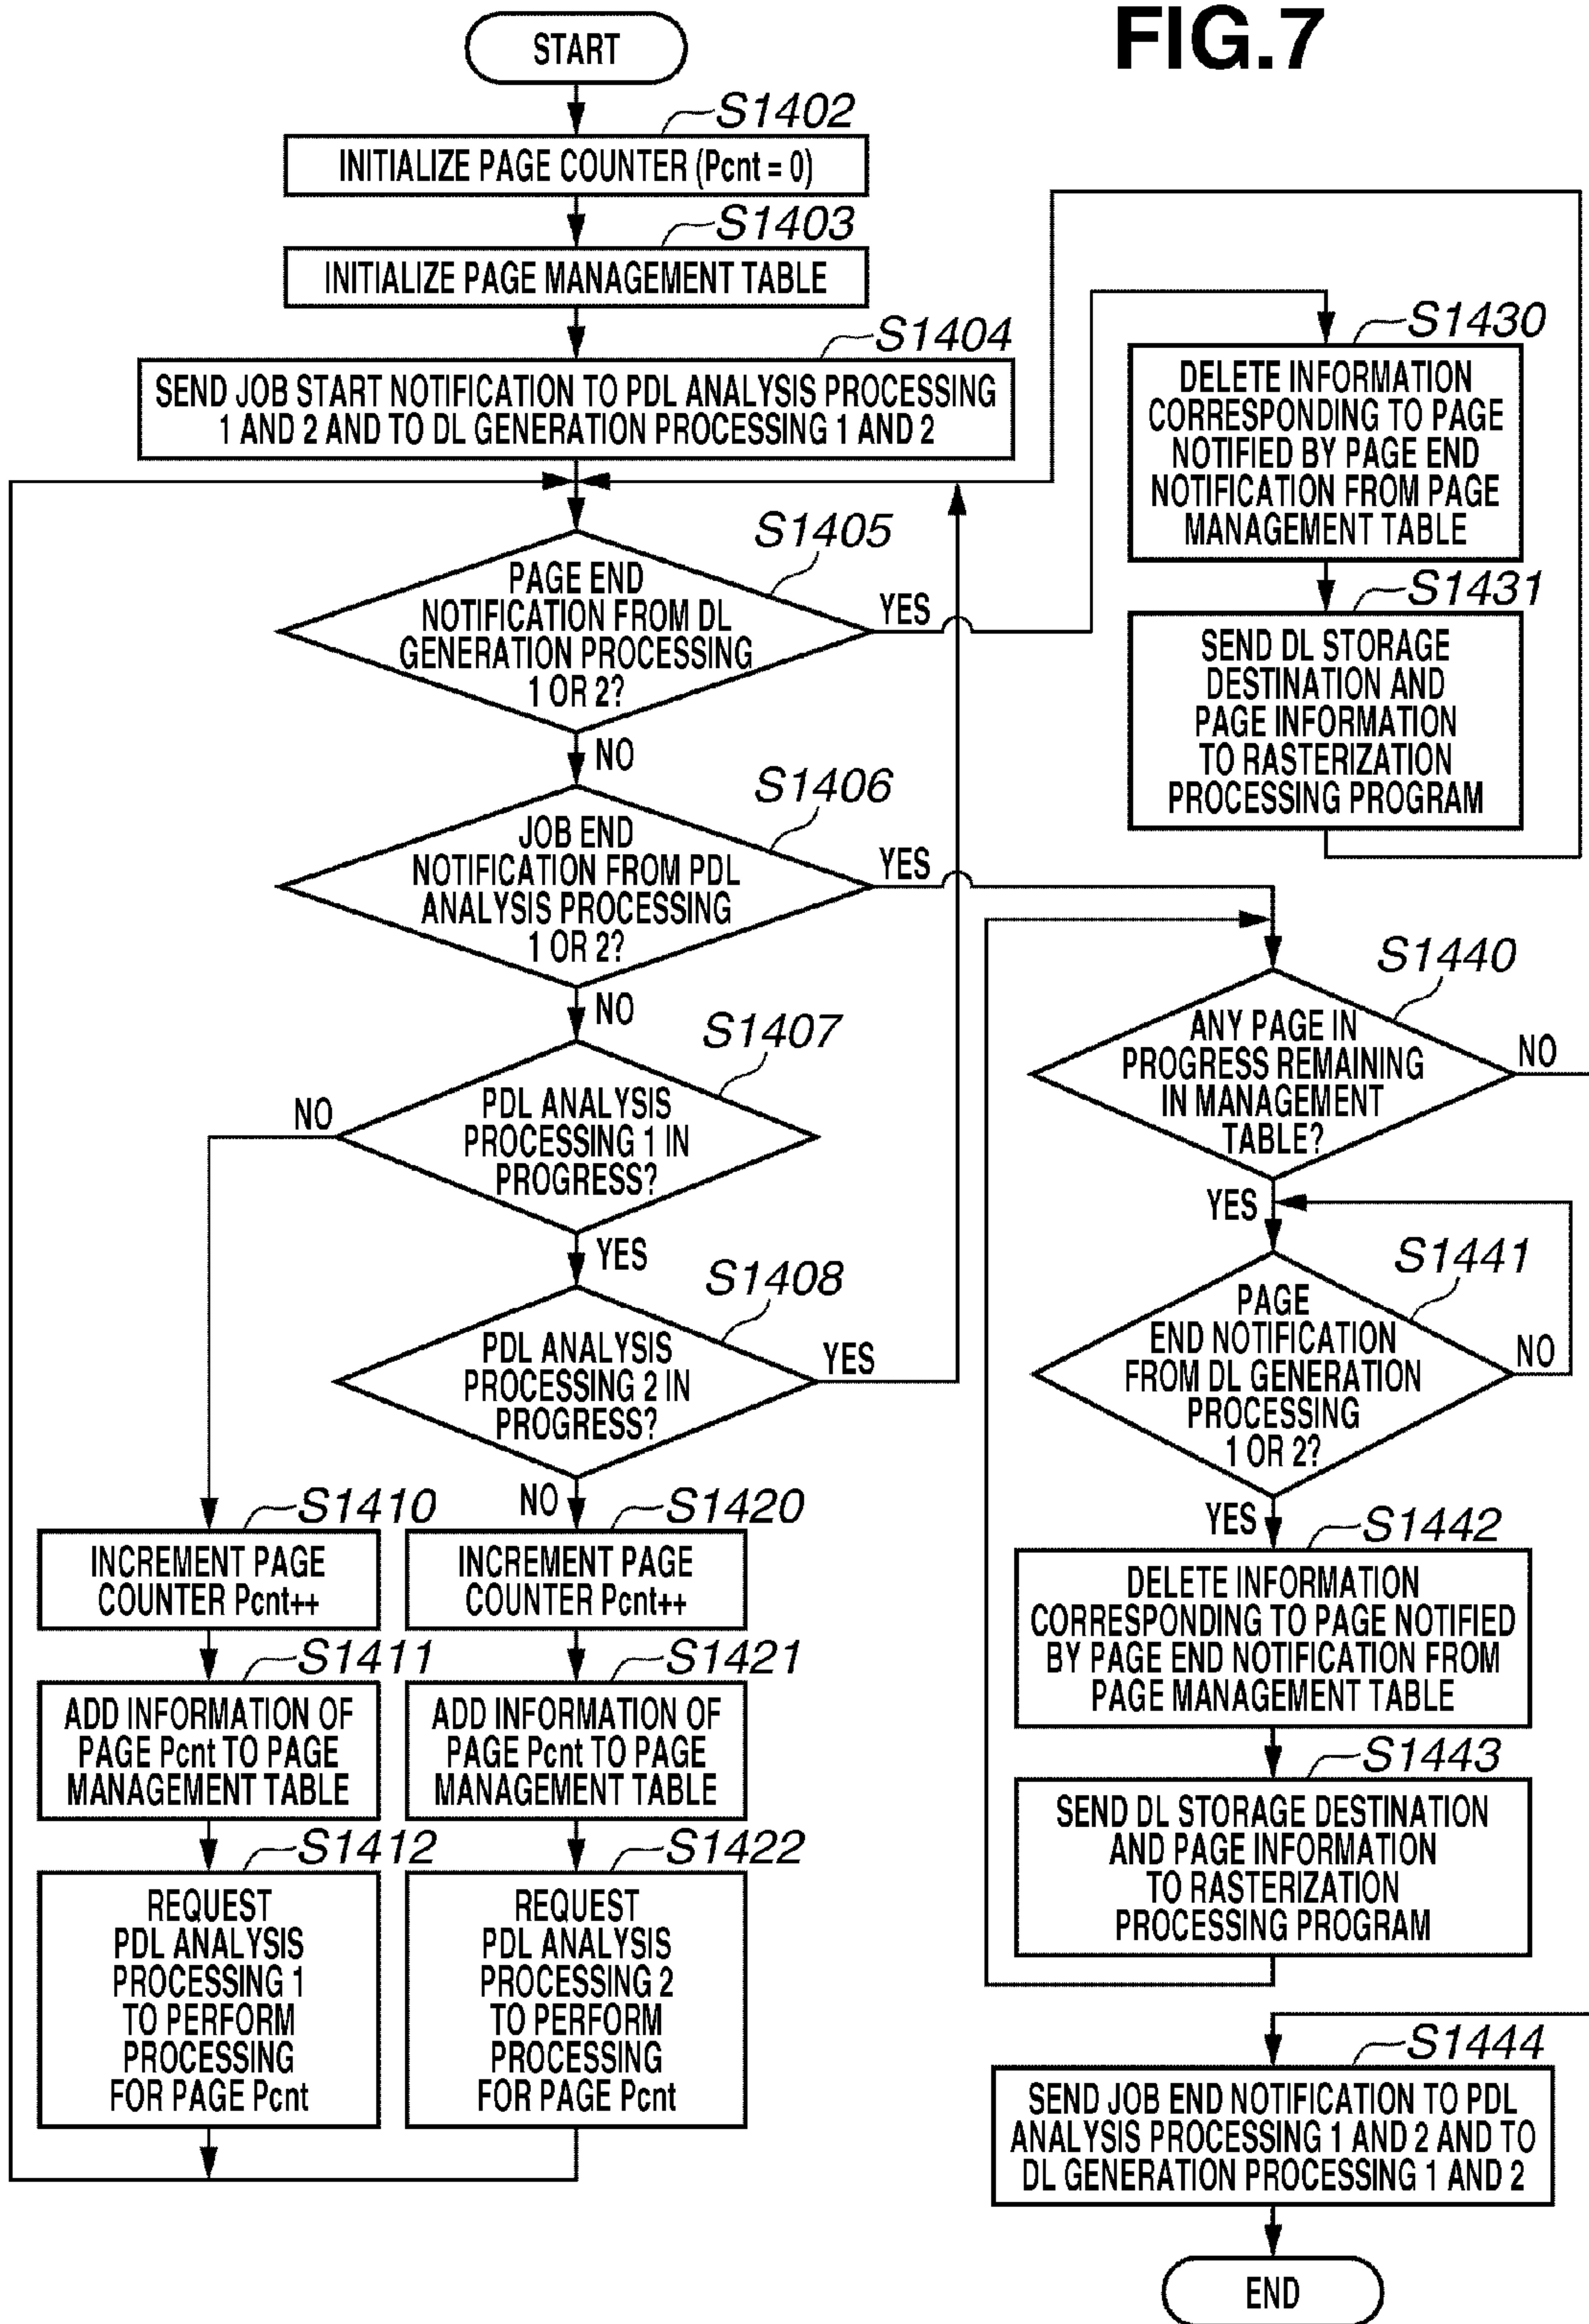 FIG.7
START
S1402
INITIALIZE PAGE COUNTER (Pcnt = 0)
S1403
INITIALIZE PAGE MANAGEMENT TABLE
S1404
SEND JOB START NOTIFICATION TO PDL ANALYSIS PROCESSING
1 AND 2 AND TO DL GENERATION PROCESSING 1 AND 2
S1405
PAGE END
NOTIFICATION FROM DL
GENERATION PROCESSING
1 OR 2?
YES
NO
S1406
JOB END
NOTIFICATION FROM PDL
ANALYSIS PROCESSING
1 OR 2?
YES
NO
S1407
PDL ANALYSIS
PROCESSING 1 IN
PROGRESS?
NO
YES
S1408
PDL ANALYSIS
PROCESSING 2 IN
PROGRESS?
YES
NO
S1410
INCREMENT PAGE
COUNTER Pcnt++
S1411
ADD INFORMATION OF
PAGE Pcnt TO PAGE
MANAGEMENT TABLE
S1412
REQUEST
PDL ANALYSIS
PROCESSING 1
TO PERFORM
PROCESSING
FOR PAGE Pcnt
S1420
INCREMENT PAGE
COUNTER Pcnt++
S1421
ADD INFORMATION OF
PAGE Pcnt TO PAGE
MANAGEMENT TABLE
S1422
REQUEST
PDL ANALYSIS
PROCESSING 2
TO PERFORM
PROCESSING
FOR PAGE Pcnt
S1430
DELETE INFORMATION
CORRESPONDING TO PAGE
NOTIFIED BY PAGE END
NOTIFICATION FROM PAGE
MANAGEMENT TABLE
S1431
SEND DL STORAGE
DESTINATION AND
PAGE INFORMATION
TO RASTERIZATION
PROCESSING PROGRAM
S1440
ANY PAGE IN
PROGRESS REMAINING
IN MANAGEMENT
TABLE?
NO
YES
S1441
PAGE
END NOTIFICATION
FROM DL GENERATION
PROCESSING
1 OR 2?
NO
YES
S1442
DELETE INFORMATION
CORRESPONDING TO PAGE NOTIFIED
BY PAGE END NOTIFICATION FROM
PAGE MANAGEMENT TABLE
S1443
SEND DL STORAGE DESTINATION
AND PAGE INFORMATION
TO RASTERIZATION
PROCESSING PROGRAM
S1444
SEND JOB END NOTIFICATION TO PDL
ANALYSIS PROCESSING 1 AND 2 AND TO
DL GENERATION PROCESSING 1 AND 2
END